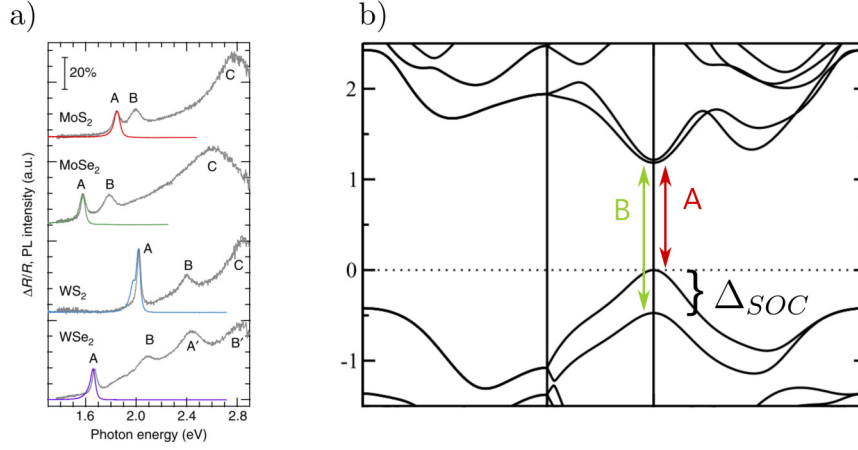 a)
b)
20%
A
B
C
MoS2
MoSe2
A
B
C
A
WS2
B
C
WSe2
A
B
A′
B′
ΔR/R, PL intensity (a.u.)
1.6 2.0 2.4 2.8
Photon energy (eV)
2
1
0
-1
B
A
} Δ_SOC